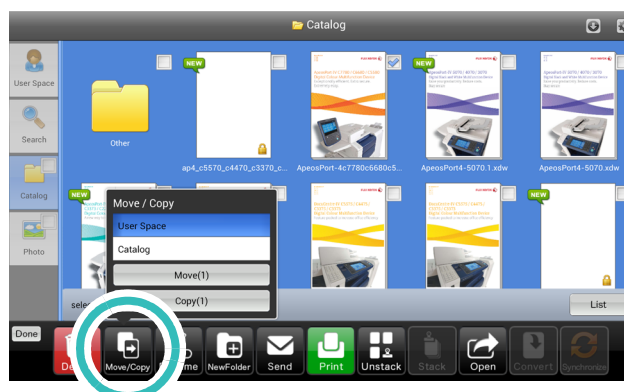 Catalog
User Space
Search
Catalog
Photo
NEW
NEW
NEW
NEW
Other
ap4_c5570_c4470_c3370_c...
ApeosPort-4c7780c6680c5...
ApeosPort4-5070.1.xdw
ApeosPort4-5070.xdw
Move / Copy
User Space
Catalog
Move(1)
Copy(1)
List
Done
Move/Copy
NewFolder
Send
Print
Unstack
Stack
Open
Convert
Synchronize